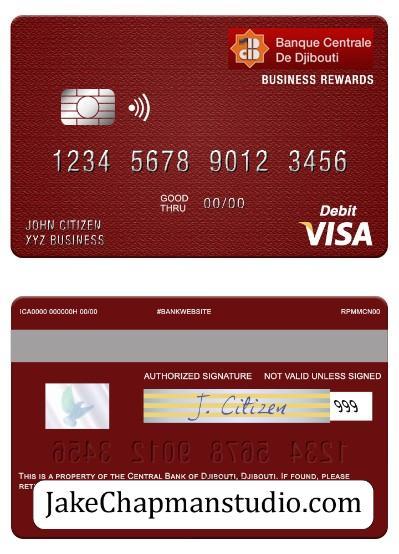 Banque Centrale
De Djibouti
BUSINESS REWARDS
1234 5678 9012 3456
GOOD
THRU
00/00
JOHN CITIZEN
XYZ BUSINESS
Debit
VISA
ICA0000 000000H 00/00 #BANKWEBSITE RPMMCN00
AUTHORIZED SIGNATURE NOT VALID UNLESS SIGNED
J. Citizen 999
1234 5678 9012 3456
THIS IS A PROPERTY OF THE CENTRAL BANK OF DJIBOUTI, DJIBOUTI. IF FOUND, PLEASE
JakeChapmanstudio.com